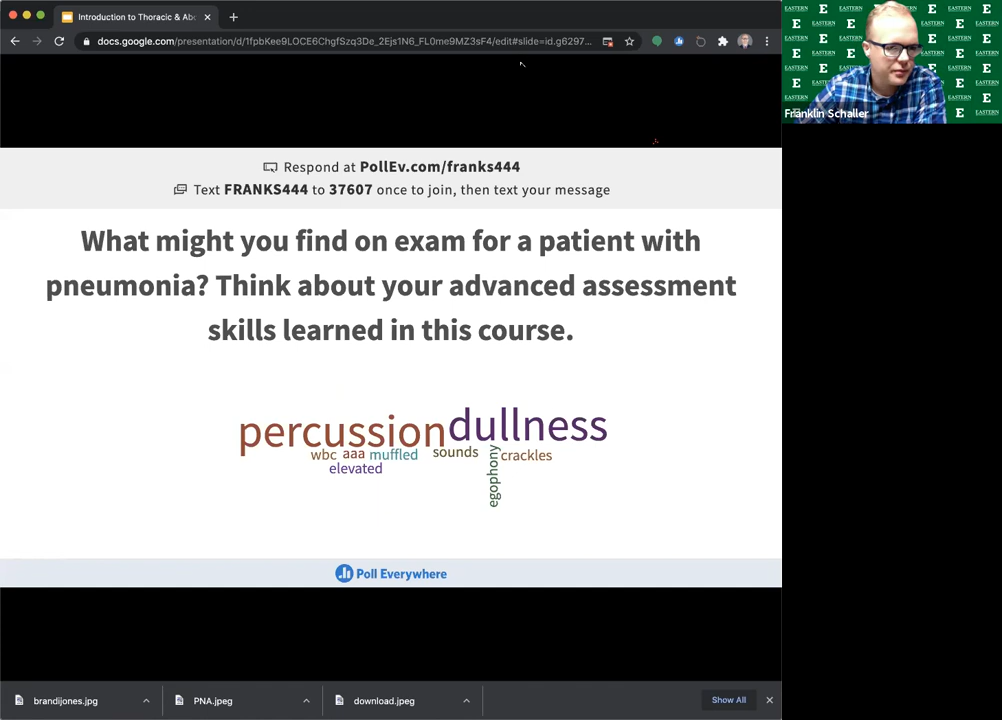 Introduction to Thoracic & Abd
docs.google.com/presentation/d/1fpbKee9LOCE6ChgfSzq3De_2Ejs1N6_FL0me9MZ3sF4/edit#slide=id.g6297...
EASTERN
Franklin Schaller
Respond at PollEv.com/franks444
Text FRANKS444 to 37607 once to join, then text your message
What might you find on exam for a patient with
pneumonia? Think about your advanced assessment
skills learned in this course.
percussion dullness
wbc aaa muffled sounds crackles
elevated
egophony
Poll Everywhere
brandijones.jpg
PNA.jpeg
download.jpeg
Show All